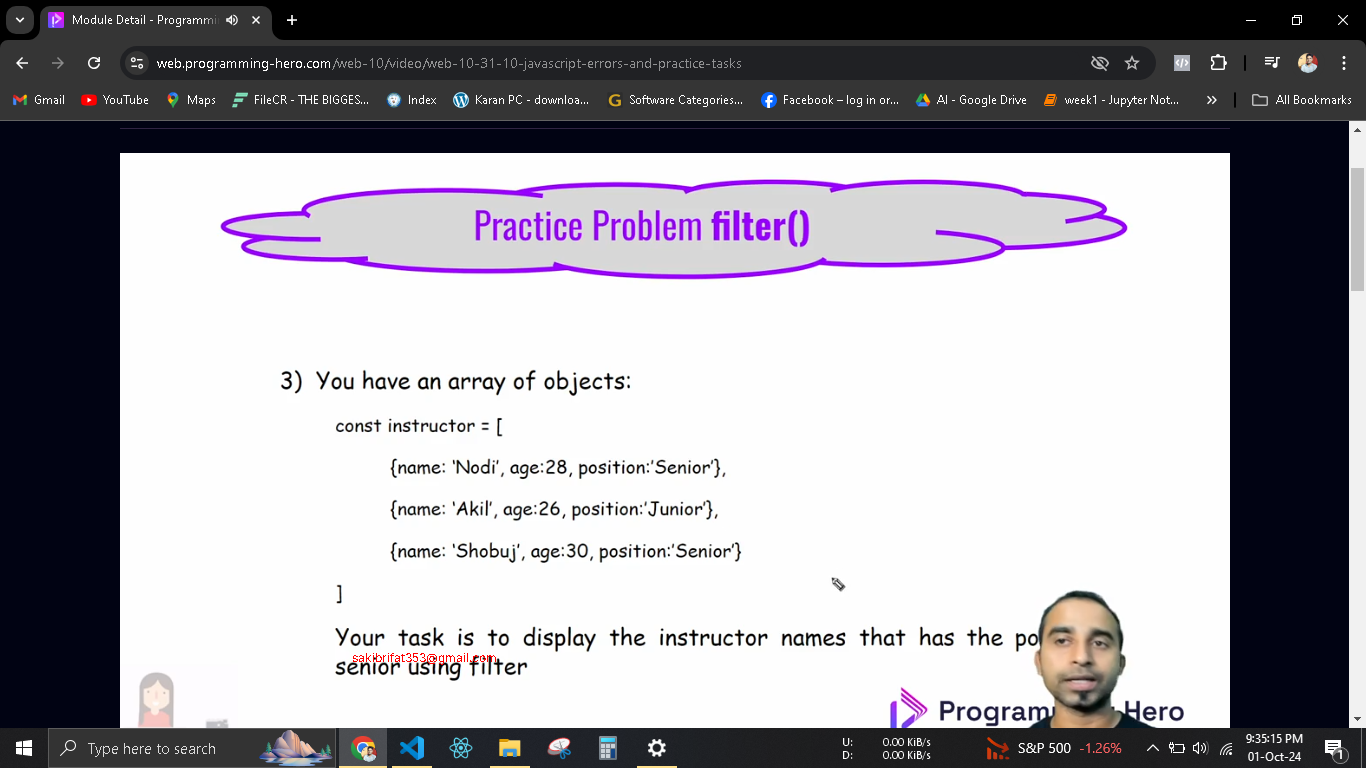 Module Detail - Programmi
web.programming-hero.com/web-10/video/web-10-31-10-javascript-errors-and-practice-tasks
Gmail
YouTube
Maps
FileCR - THE BIGGES...
Index
Karan PC - downloa...
Software Categories...
Facebook – log in or...
AI - Google Drive
week1 - Jupyter Not...
All Bookmarks
Practice Problem filter()
3) You have an array of objects:
const instructor = [
{name: ‘Nodi’, age:28, position:’Senior’},
{name: ‘Akil’, age:26, position:’Junior’},
{name: ‘Shobuj’, age:30, position:’Senior’}
]
Your task is to display the instructor names that has the po
sakibrifat353@gmail.com
senior using filter
Programm Hero
Type here to search
U: 0.00 KiB/s
D: 0.00 KiB/s
S&P 500 -1.26%
9:35:15 PM
01-Oct-24
1